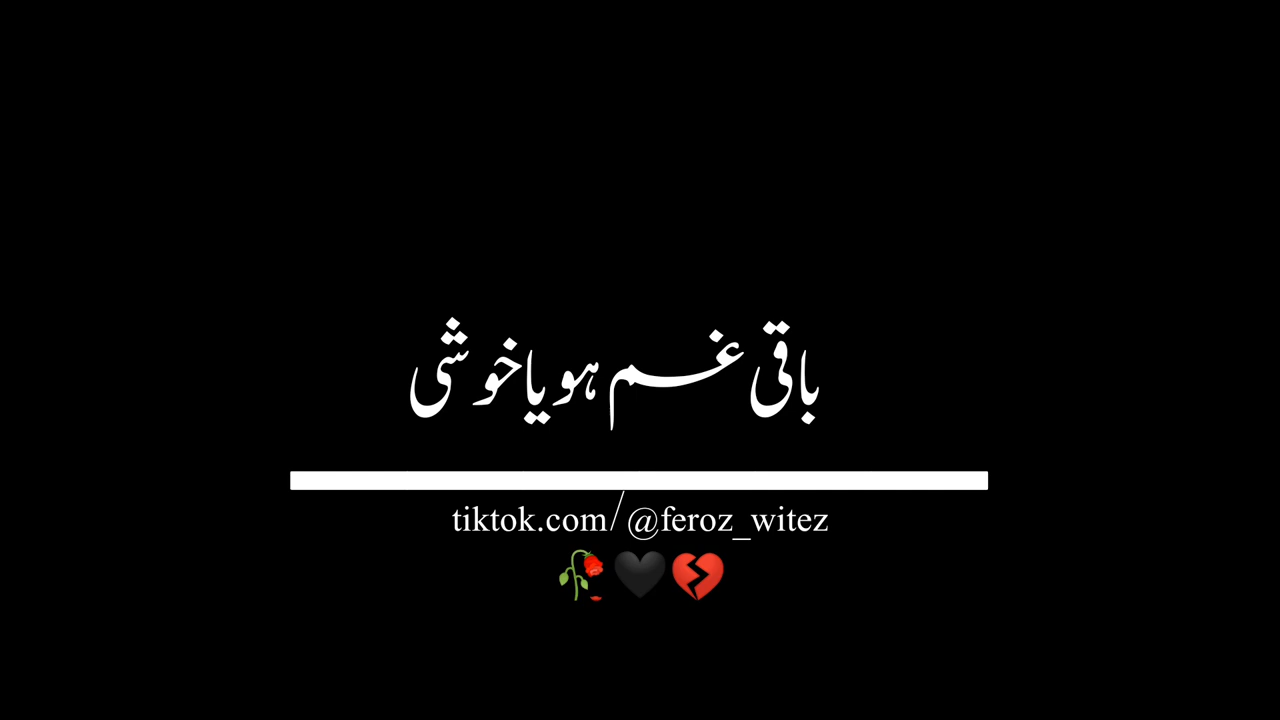 باقی غم ہو یا خوشی
tiktok.com/@feroz_witez
🥀🖤💔